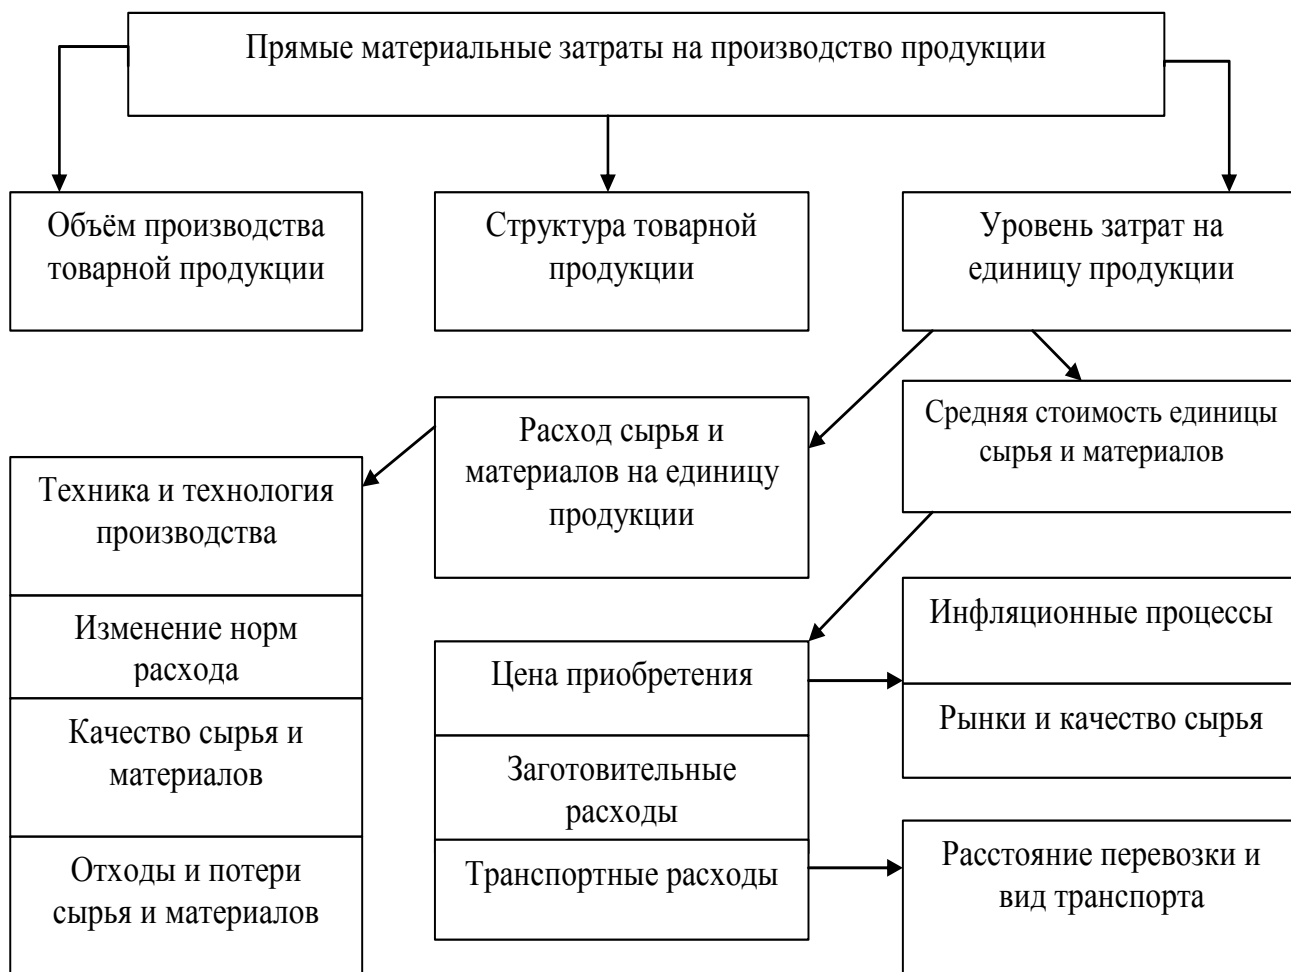 Прямые материальные затраты на производство продукции
Объём производства
товарной продукции
Структура товарной
продукции
Уровень затрат на
единицу продукции
Расход сырья и
материалов на единицу
продукции
Средняя стоимость единицы
сырья и материалов
Техника и технология
производства
Изменение норм
расхода
Качество сырья и
материалов
Отходы и потери
сырья и материалов
Цена приобретения
Заготовительные
расходы
Транспортные расходы
Инфляционные процессы
Рынки и качество сырья
Расстояние перевозки и
вид транспорта